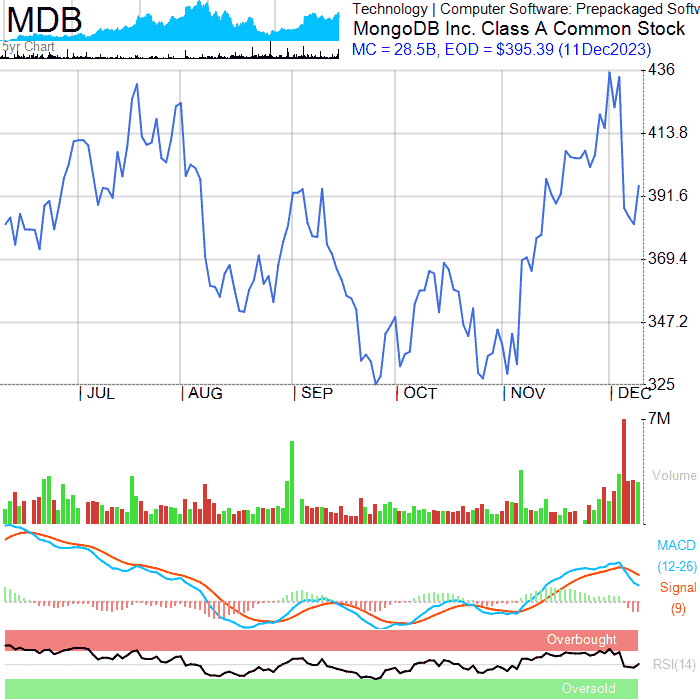 MDB
5yr Chart
Technology | Computer Software: Prepackaged Softw
MongoDB Inc. Class A Common Stock
MC = 28.5B, EOD = $395.39 (11Dec2023)
436
413.8
391.6
369.4
347.2
325
JUL
AUG
SEP
OCT
NOV
DEC
7M
Volume
MACD
(12-26)
Signal
(9)
Overbought
RSI(14)
Oversold